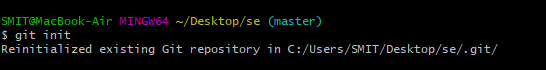 SMIT@MacBook-Air MINGW64 ~/Desktop/se (master)
$ git init
Reinitialized existing Git repository in C:/Users/SMIT/Desktop/se/.git/